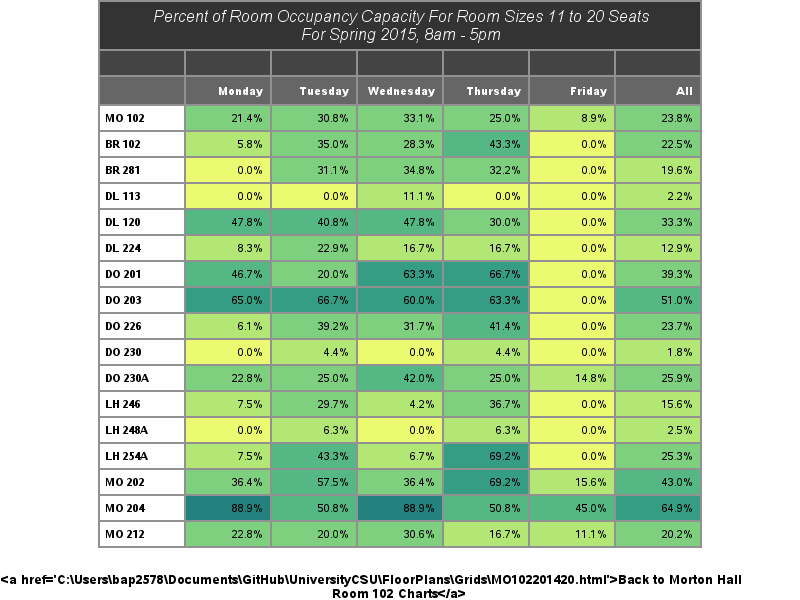 Percent of Room Occupancy Capacity For Room Sizes 11 to 20 Seats
For Spring 2015, 8am - 5pm
Monday Tuesday Wednesday Thursday Friday All
MO 102 21.4% 30.8% 33.1% 25.0% 8.9% 23.8%
BR 102 5.8% 35.0% 28.3% 43.3% 0.0% 22.5%
BR 281 0.0% 31.1% 34.8% 32.2% 0.0% 19.6%
DL 113 0.0% 0.0% 11.1% 0.0% 0.0% 2.2%
DL 120 47.8% 40.8% 47.8% 30.0% 0.0% 33.3%
DL 224 8.3% 22.9% 16.7% 16.7% 0.0% 12.9%
DO 201 46.7% 20.0% 63.3% 66.7% 0.0% 39.3%
DO 203 65.0% 66.7% 60.0% 63.3% 0.0% 51.0%
DO 226 6.1% 39.2% 31.7% 41.4% 0.0% 23.7%
DO 230 0.0% 4.4% 0.0% 4.4% 0.0% 1.8%
DO 230A 22.8% 25.0% 42.0% 25.0% 14.8% 25.9%
LH 246 7.5% 29.7% 4.2% 36.7% 0.0% 15.6%
LH 248A 0.0% 6.3% 0.0% 6.3% 0.0% 2.5%
LH 254A 7.5% 43.3% 6.7% 69.2% 0.0% 25.3%
MO 202 36.4% 57.5% 36.4% 69.2% 15.6% 43.0%
MO 204 88.9% 50.8% 88.9% 50.8% 45.0% 64.9%
MO 212 22.8% 20.0% 30.6% 16.7% 11.1% 20.2%
<a href='C:\Users\bap2578\Documents\GitHub\UniversityCSU\FloorPlans\Grids\MO102201420.html'>Back to Morton Hall
Room 102 Charts</a>